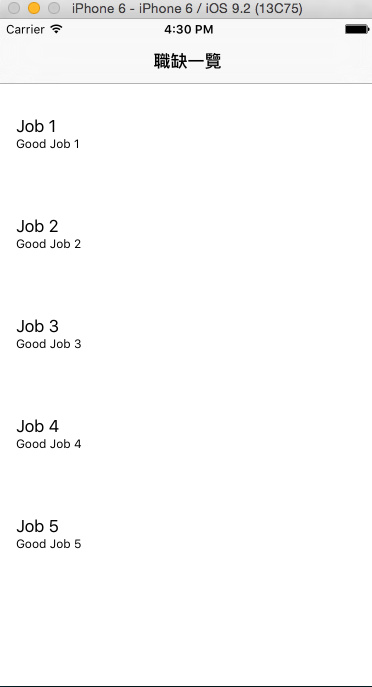 iPhone 6 - iPhone 6 / iOS 9.2 (13C75)
Carrier 4:30 PM
職缺一覽
Job 1
Good Job 1
Job 2
Good Job 2
Job 3
Good Job 3
Job 4
Good Job 4
Job 5
Good Job 5